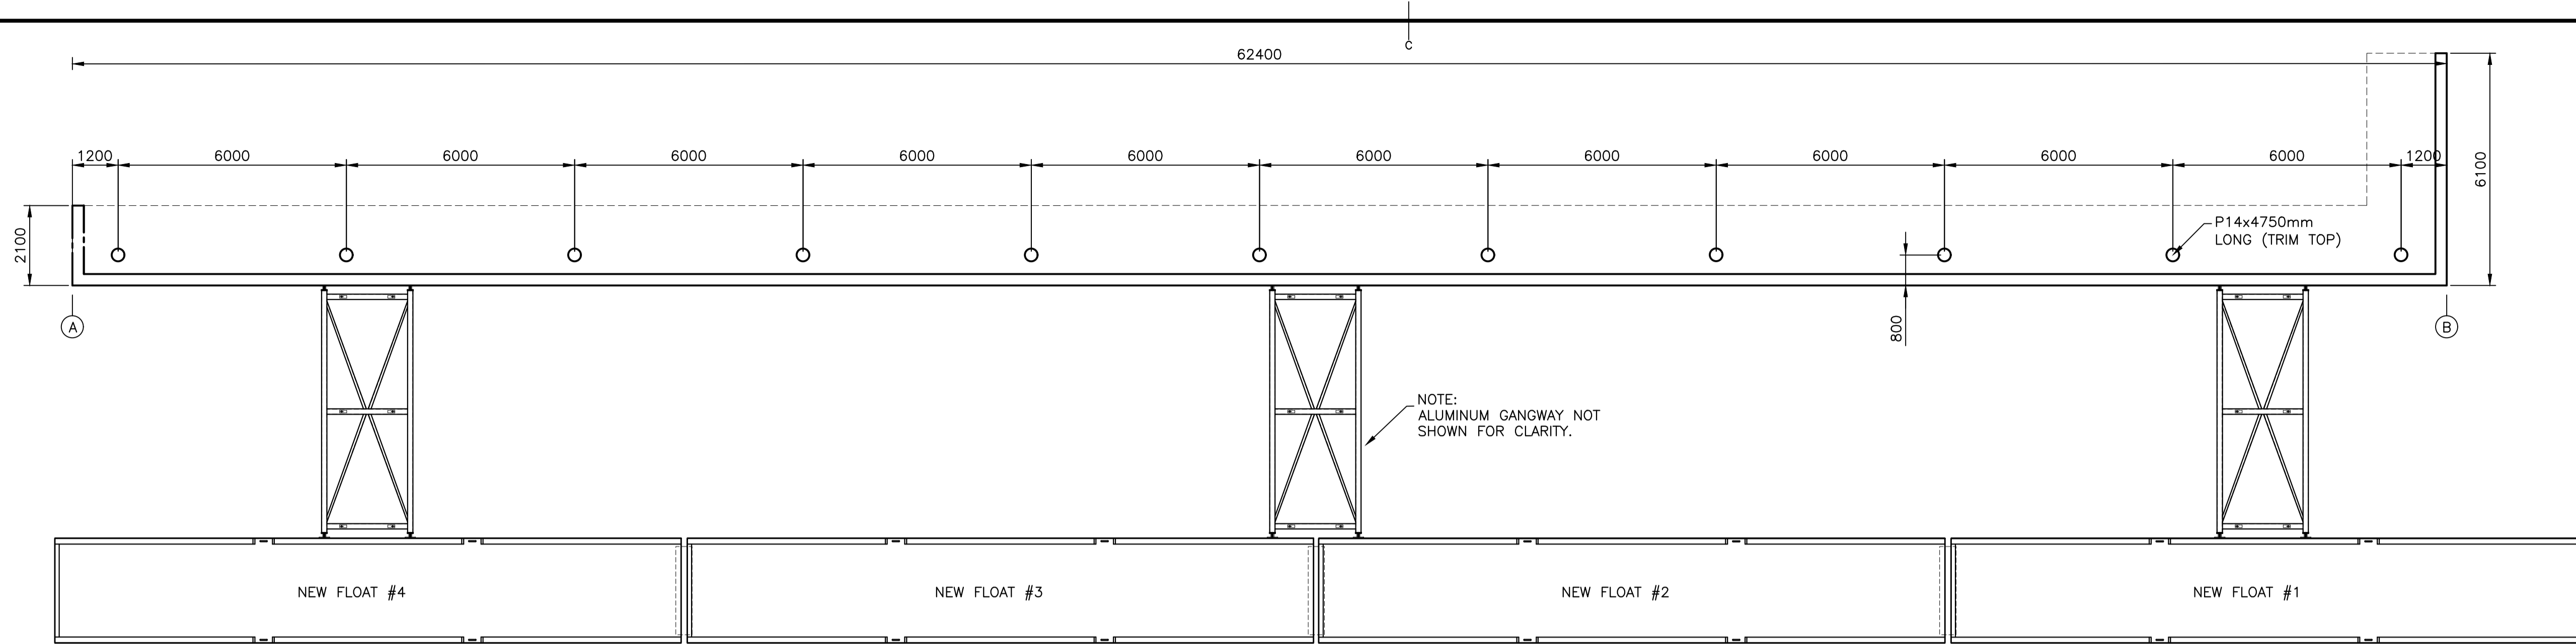 C
62400
1200
6000
6000
6000
6000
6000
6000
6000
6000
6000
6000
1200
6100
2100
P14x4750mm
LONG (TRIM TOP)
800
A
B
NOTE:
ALUMINUM GANGWAY NOT
SHOWN FOR CLARITY.
NEW FLOAT #4
NEW FLOAT #3
NEW FLOAT #2
NEW FLOAT #1